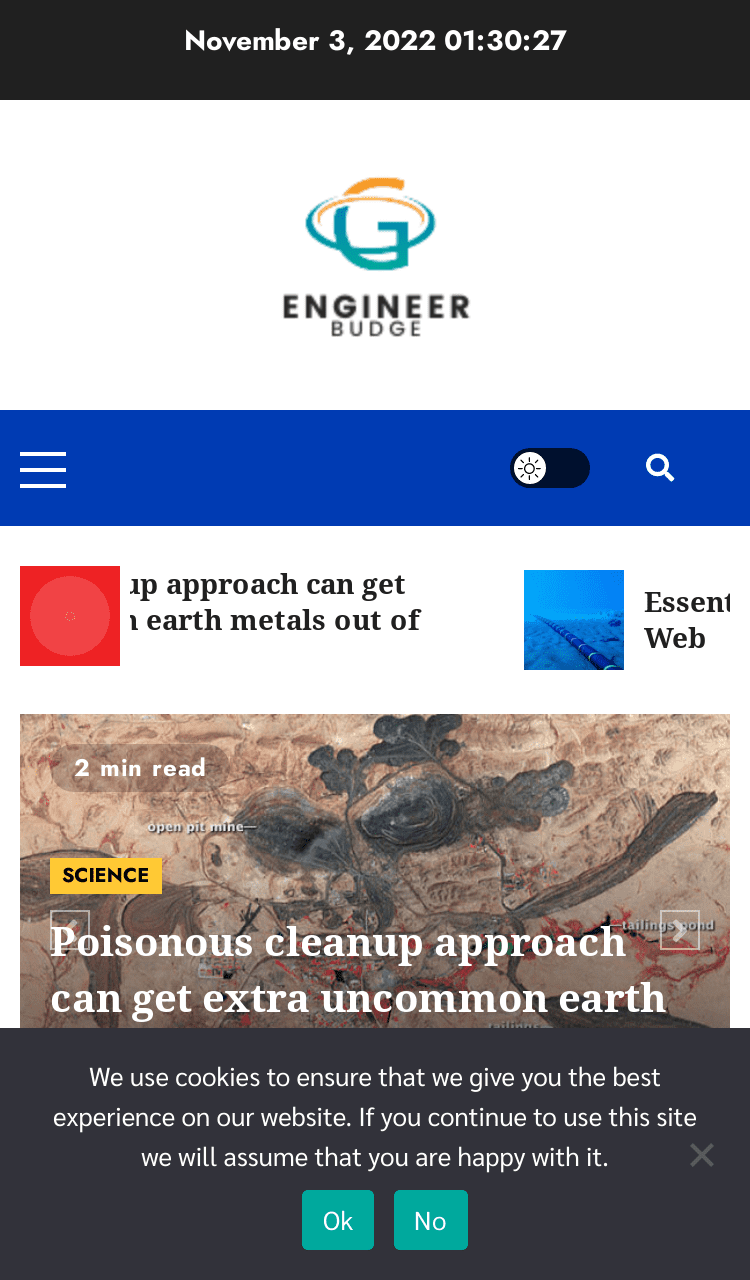 November 3, 2022 01:30:27
ENGINEER
BUDGE
up approach can get
earth metals out of
Essent
Web
2 min read
open pit mine—
SCIENCE
—tailings pond
Poisonous cleanup approach
can get extra uncommon earth
tailings
We use cookies to ensure that we give you the best
experience on our website. If you continue to use this site
we will assume that you are happy with it.
Ok
No